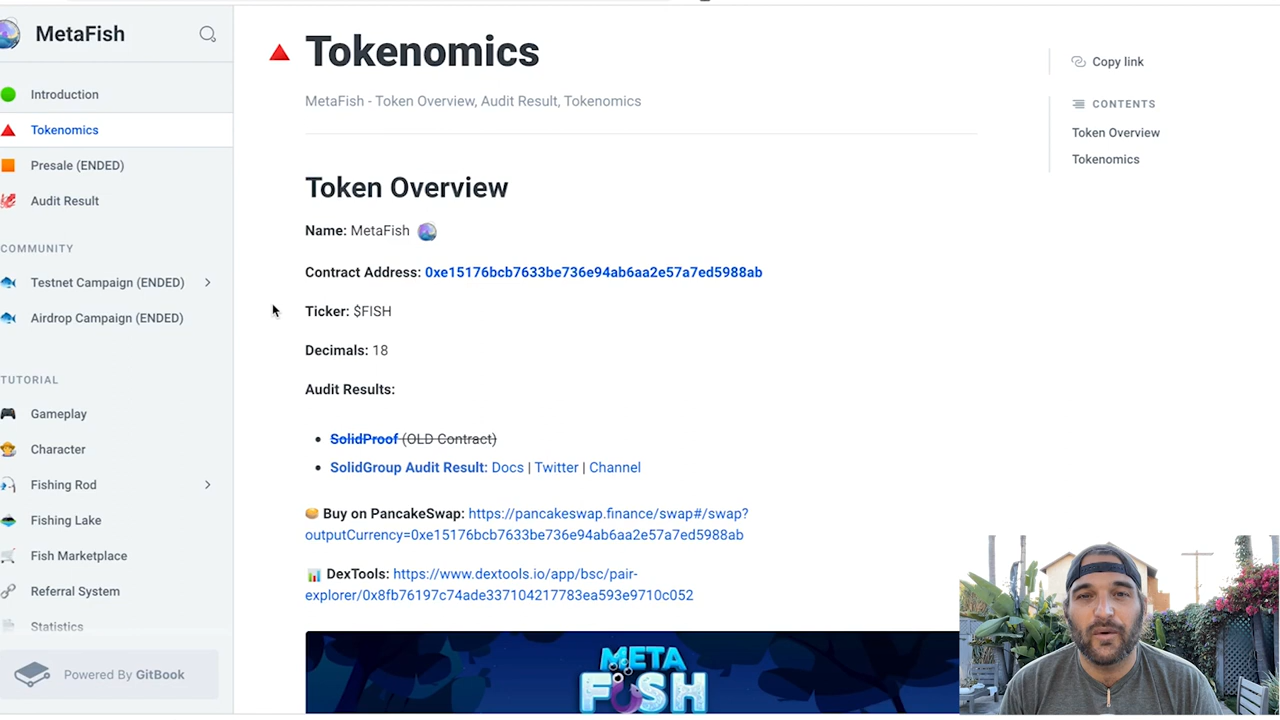 MetaFish
Introduction
Tokenomics
Presale (ENDED)
Audit Result
COMMUNITY
Testnet Campaign (ENDED)
Airdrop Campaign (ENDED)
TUTORIAL
Gameplay
Character
Fishing Rod
Fishing Lake
Fish Marketplace
Referral System
Statistics
Powered By GitBook
Tokenomics
MetaFish - Token Overview, Audit Result, Tokenomics
Token Overview
Name: MetaFish
Contract Address: 0xe15176bcb7633be736e94ab6aa2e57a7ed5988ab
Ticker: $FISH
Decimals: 18
Audit Results:
SolidProof (OLD Contract)
SolidGroup Audit Result: Docs | Twitter | Channel
Buy on PancakeSwap: https://pancakeswap.finance/swap#/swap?
outputCurrency=0xe15176bcb7633be736e94ab6aa2e57a7ed5988ab
DexTools: https://www.dextools.io/app/bsc/pair-
explorer/0x8fb76197c74ade337104217783ea593e9710c052
META
FISH
Copy link
CONTENTS
Token Overview
Tokenomics